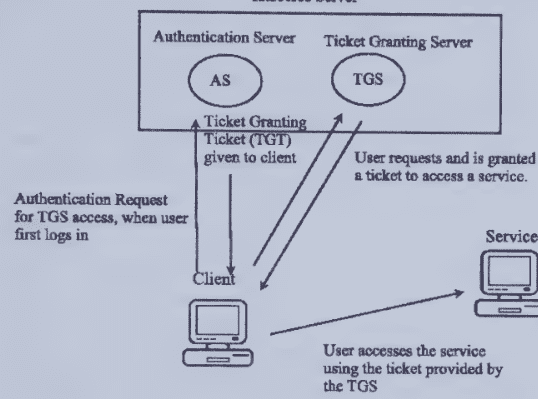 Authentication Server
Ticket Granting Server
AS
TGS
Ticket Granting
Ticket (TGT)
given to client
User requests and is granted
a ticket to access a service.
Authentication Request
for TGS access, when user
first logs in
Service
Client
User accesses the service
using the ticket provided by
the TGS